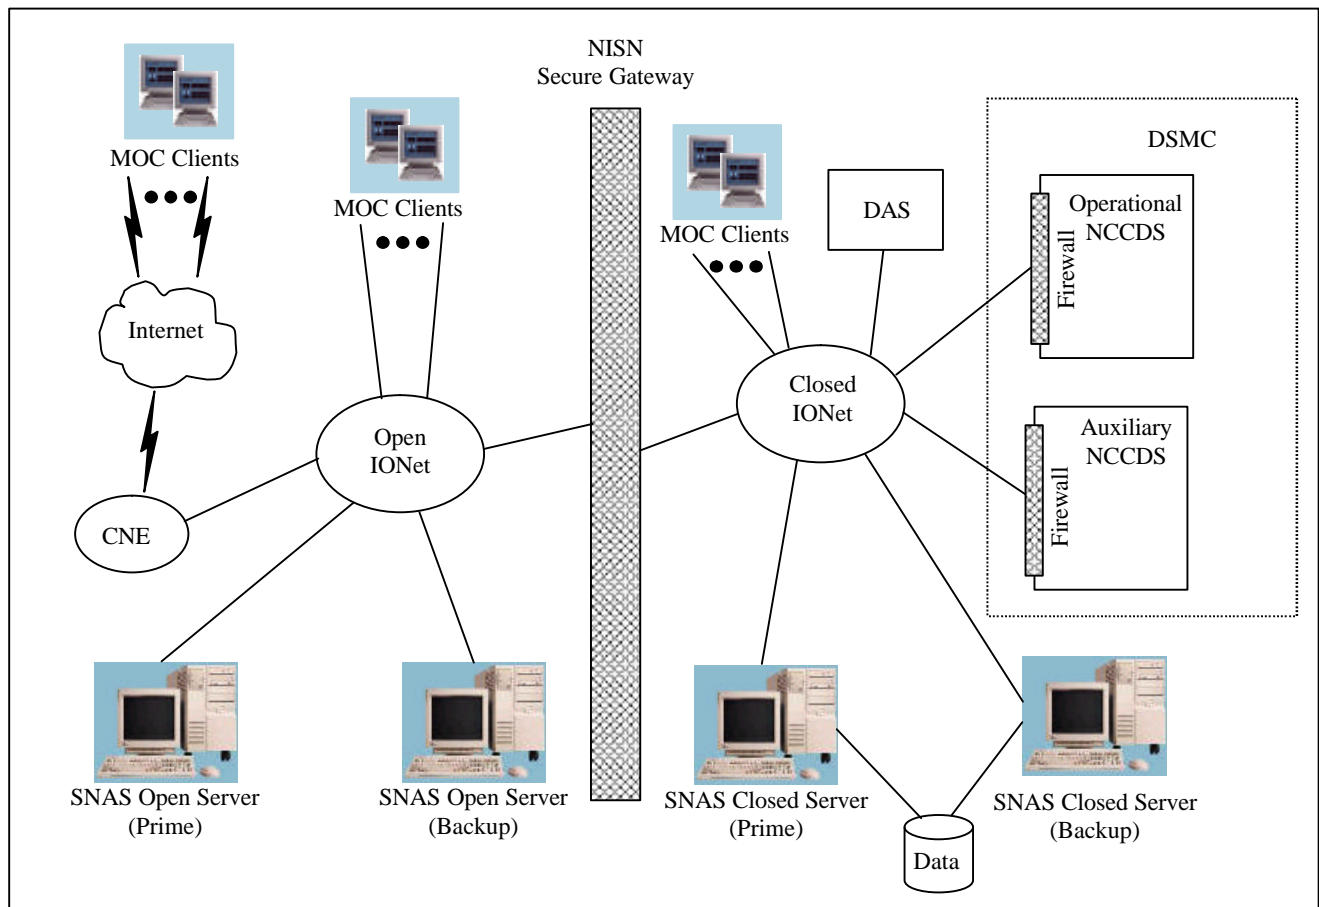 NISN
Secure Gateway
MOC Clients
MOC Clients
MOC Clients
DAS
DSMC
Operational
NCCDS
Firewall
Internet
Closed
IONet
Open
IONet
Auxiliary
NCCDS
Firewall
CNE
SNAS Open Server
(Prime)
SNAS Open Server
(Backup)
SNAS Closed Server
(Prime)
SNAS Closed Server
(Backup)
Data